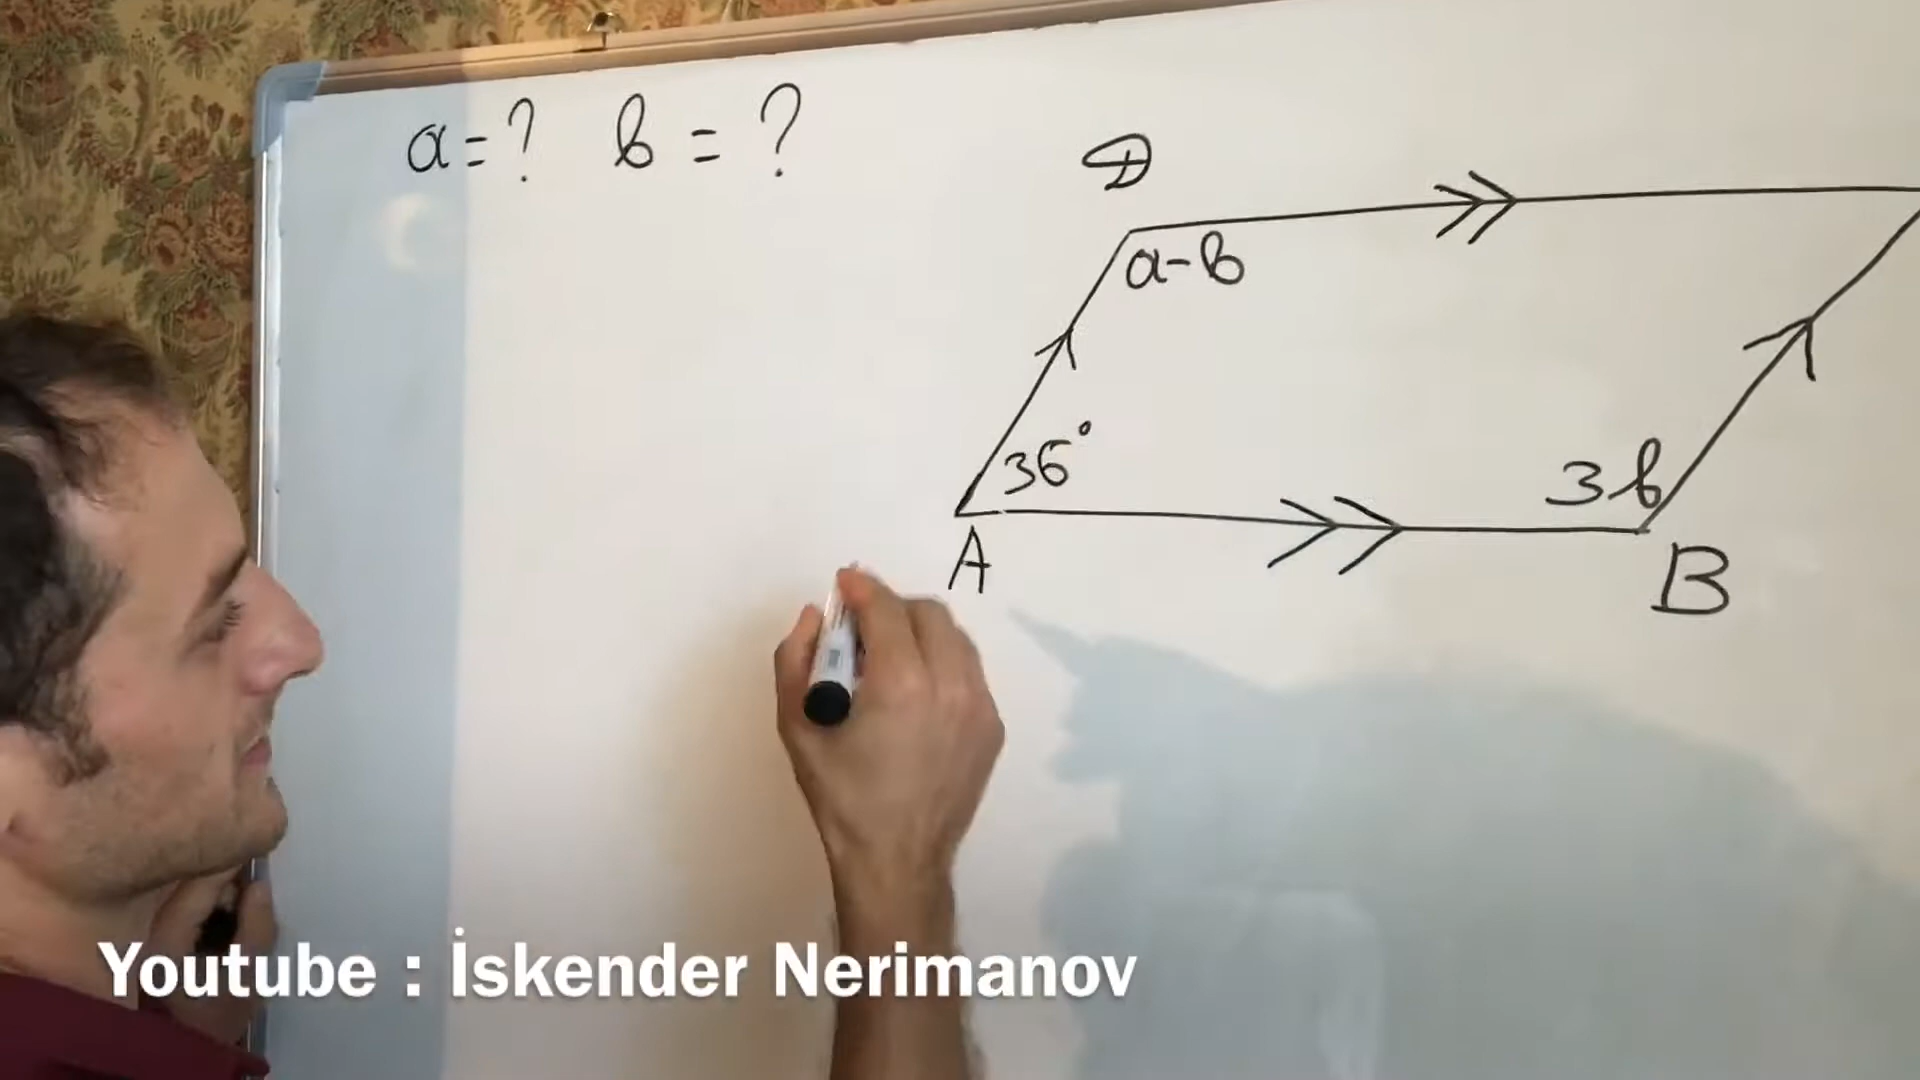 a = ? b = ?
D
a-b
36°
3b
A
B
Youtube : İskender Nerimanov